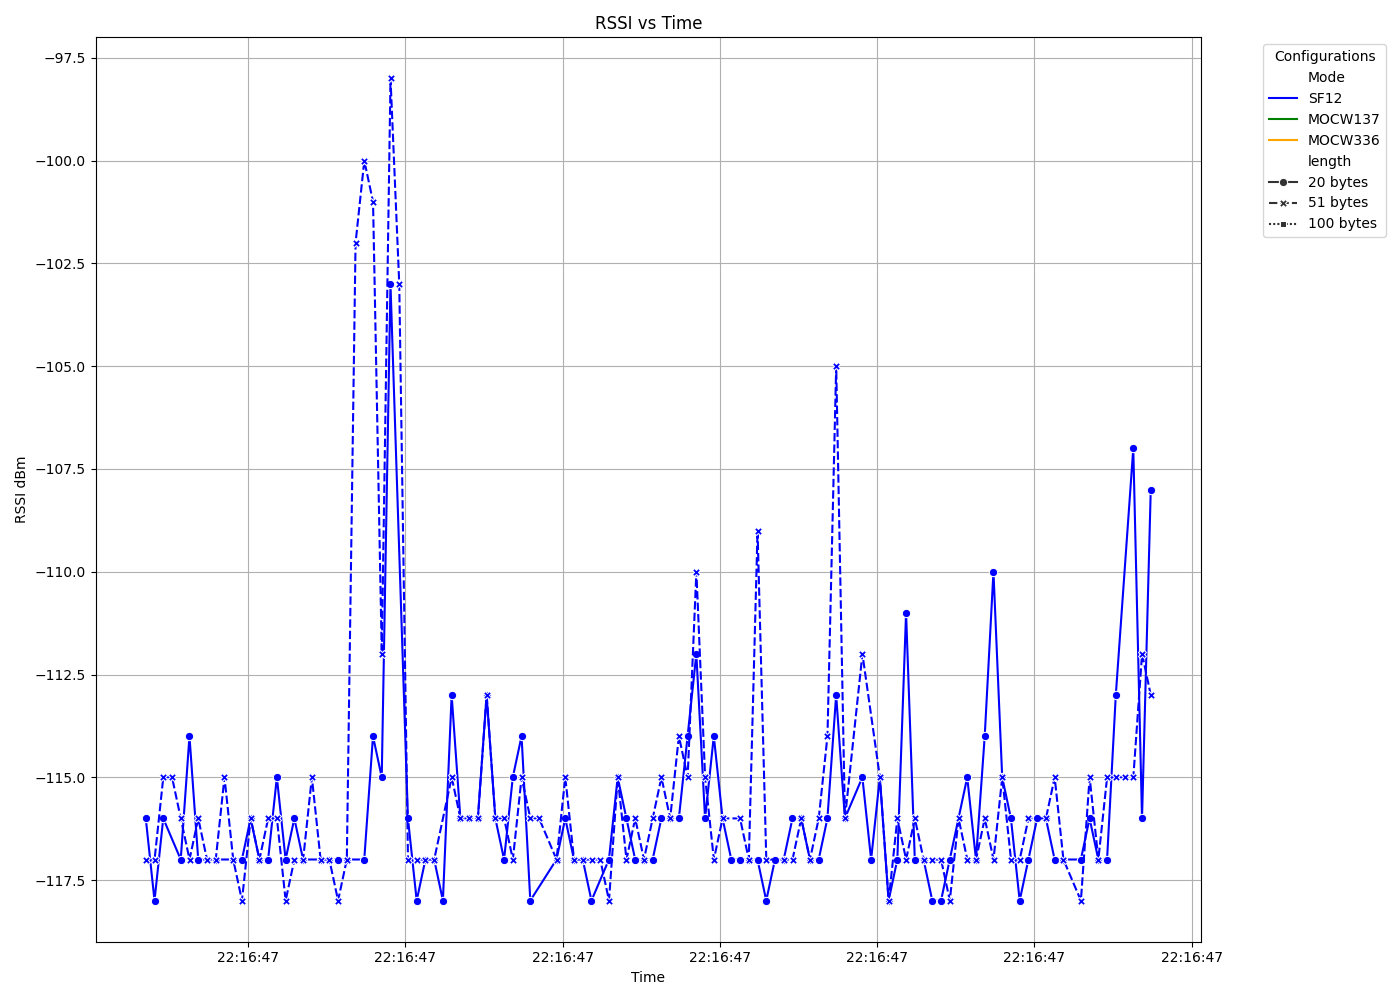 RSSI vs Time
Configurations
Mode
SF12
MOCW137
MOCW336
length
20 bytes
51 bytes
100 bytes
RSSI dBm
−97.5
−100.0
−102.5
−105.0
−107.5
−110.0
−112.5
−115.0
−117.5
22:16:47 22:16:47 22:16:47 22:16:47 22:16:47 22:16:47 22:16:47
Time